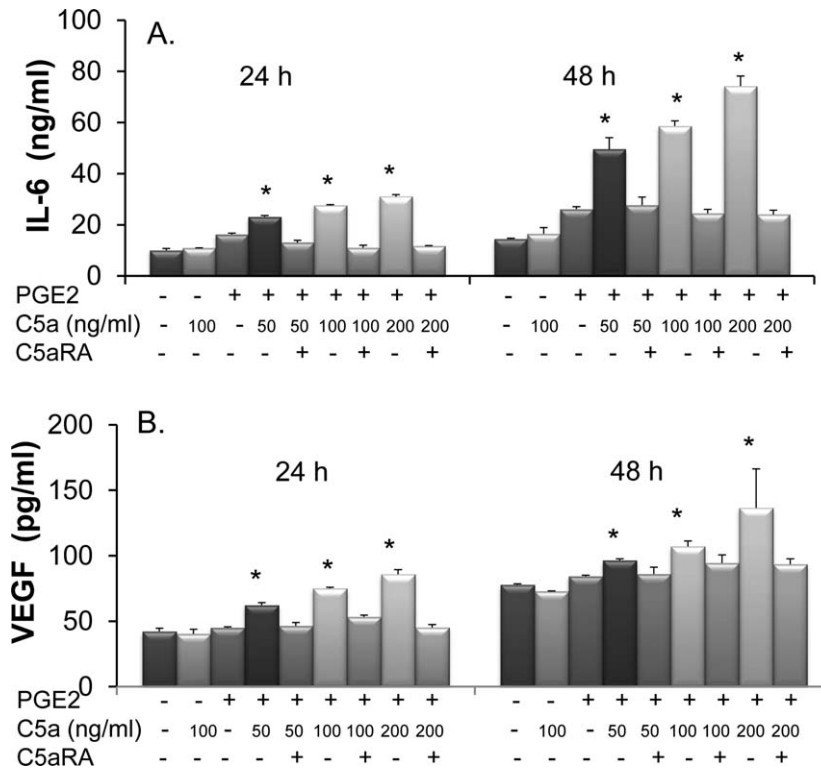 A.
24 h 48 h
IL-6 (ng/ml)
100
80
60
40
20
0
* * * * * *
PGE2 - - + + + + + + + - - + + + + + + +
C5a (ng/ml) - 100 - 50 50 100 100 200 200 - 100 - 50 50 100 100 200 200
C5aRA - - - - + - + - + - - - - + - + - +
B.
24 h 48 h
VEGF (pg/ml)
200
150
100
50
0
* * * * * *
PGE2 - - + + + + + + + - - + + + + + + +
C5a (ng/ml) - 100 - 50 50 100 100 200 200 - 100 - 50 50 100 100 200 200
C5aRA - - - - + - + - + - - - - + - + - +